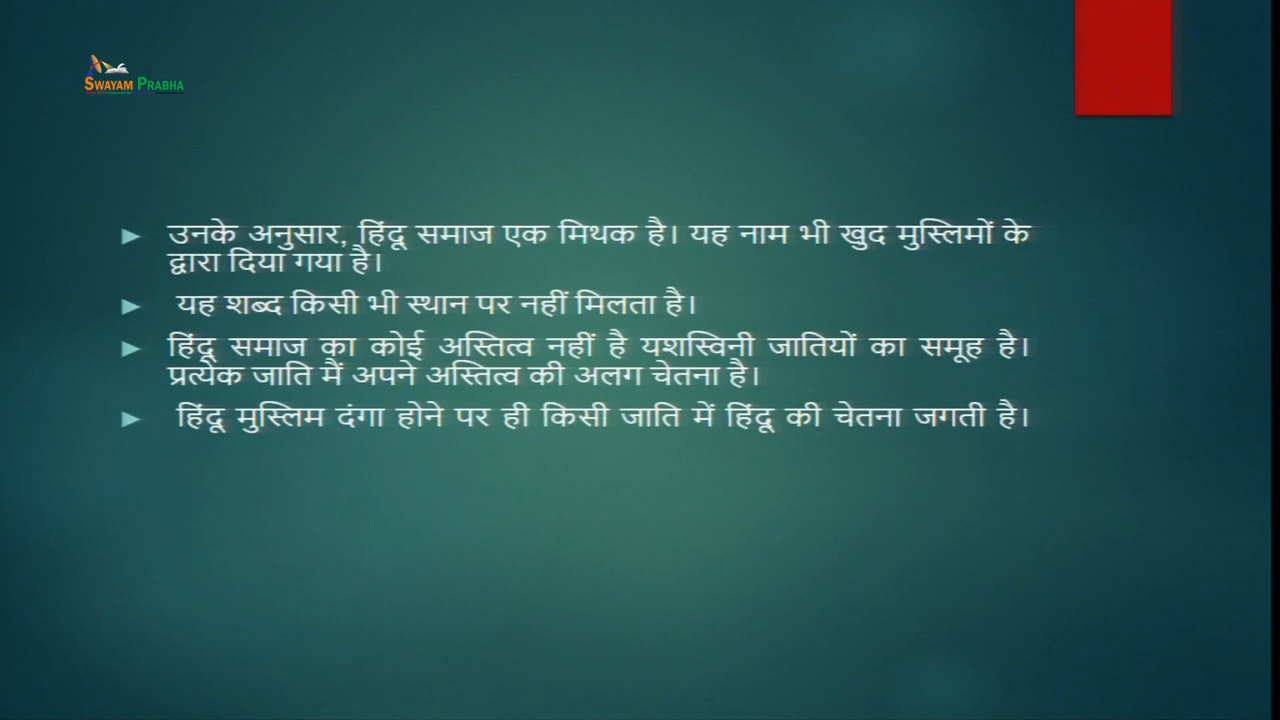 SWAYAM PRABHA
उनके अनुसार, हिंदू समाज एक मिथक है। यह नाम भी खुद मुस्लिमों के
द्वारा दिया गया है।
यह शब्द किसी भी स्थान पर नहीं मिलता है।
हिंदू समाज का कोई अस्तित्व नहीं है यशस्विनी जातियों का समूह है।
प्रत्येक जाति मैं अपने अस्तित्व की अलग चेतना है।
हिंदू मुस्लिम दंगा होने पर ही किसी जाति में हिंदू की चेतना जगती है।